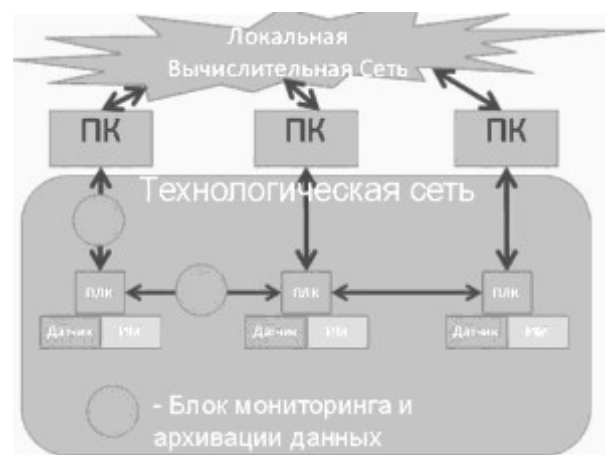 Локальная
Вычислительная Сеть
ПК ПК ПК
Технологическая сеть
ПЛК ПЛК ПЛК
Датчик ИМ Датчик ИМ Датчик ИМ
- Блок мониторинга и
архивации данных